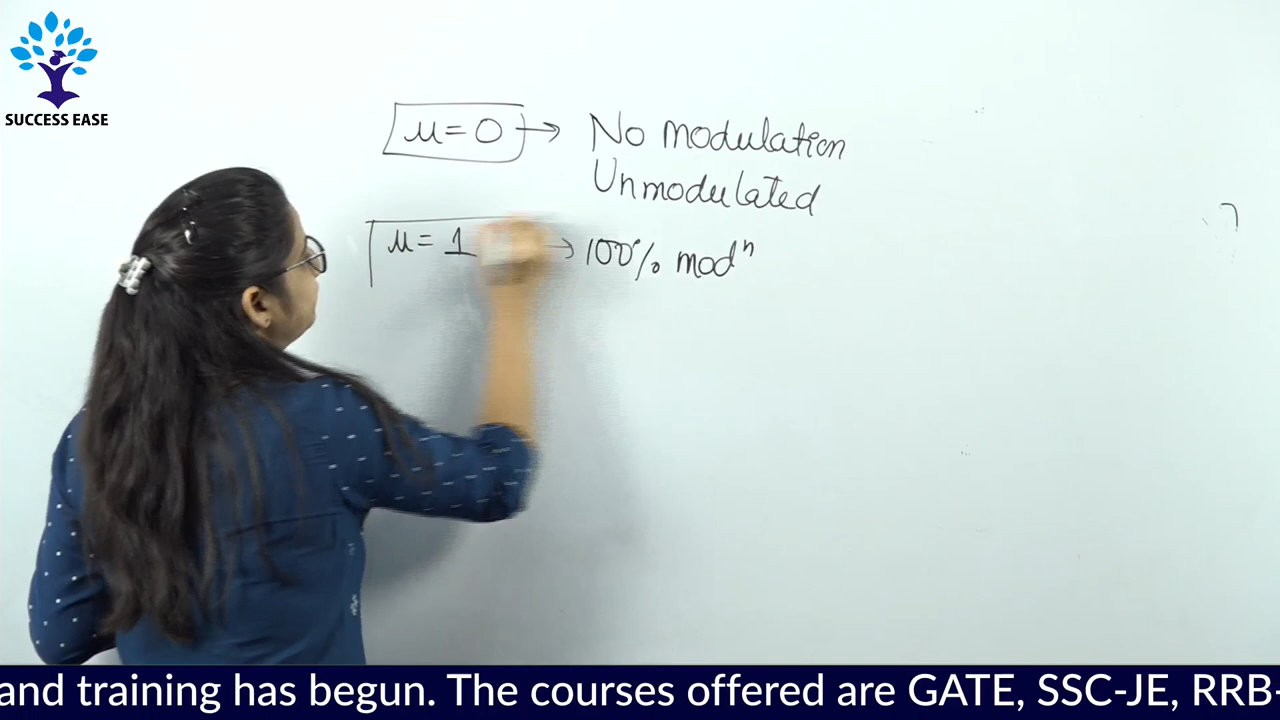 SUCCESS EASE
μ = 0 → No modulation
Unmodulated
μ = 1 → 100% modⁿ
and training has begun. The courses offered are GATE, SSC-JE, RRB-